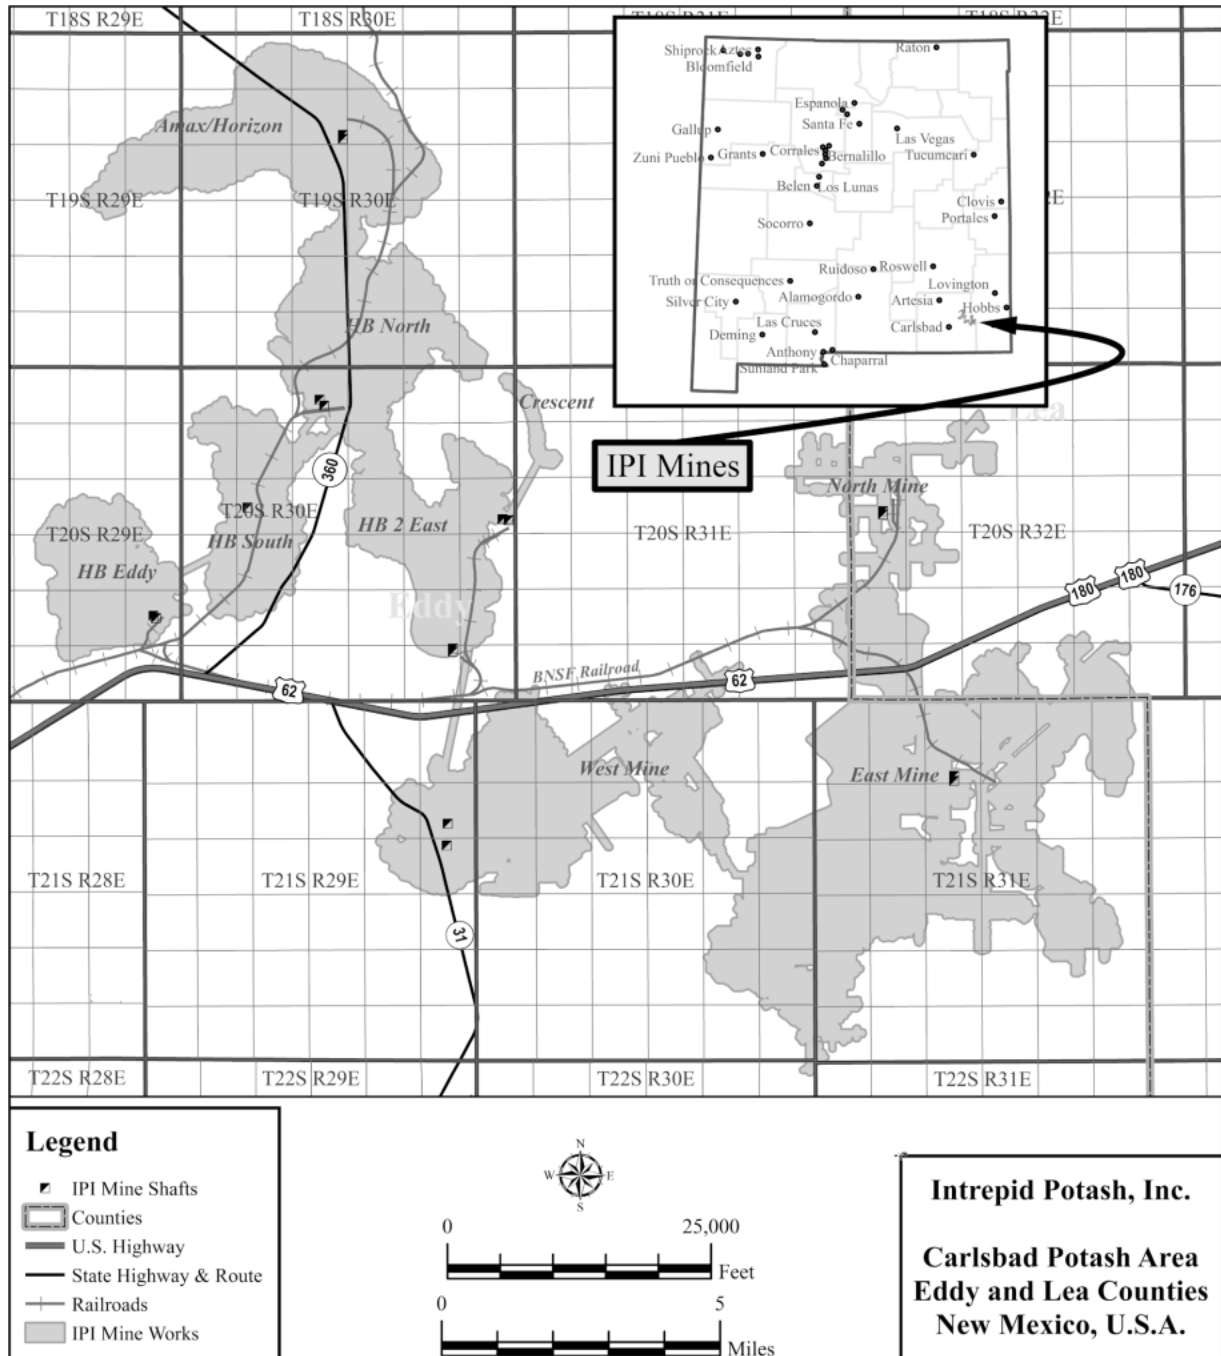 T18S R29E
T18S R30E
Shiprock
Aztec
Bloomfield
Raton
Espanola
Santa Fe
Gallup
Las Vegas
Zuni Pueblo
Grants
Corrales
Bernalillo
Tucumcari
Belen
Los Lunas
Clovis
Portales
Socorro
Ruidoso
Roswell
Truth or Consequences
Lovington
Silver City
Alamogordo
Artesia
Hobbs
Las Cruces
Carlsbad
Deming
Anthony
Chaparral
Sunland Park
Amax/Horizon
T19S R29E
T19S R30E
HB North
Crescent
Lea
IPI Mines
360
North Mine
T20S R29E
T20S R30E
HB 2 East
T20S R31E
T20S R32E
HB South
HB Eddy
Eddy
180
180
176
BNSF Railroad
62
62
West Mine
East Mine
T21S R28E
T21S R29E
T21S R30E
T21S R31E
31
T22S R28E
T22S R29E
T22S R30E
T22S R31E
Legend
IPI Mine Shafts
Counties
U.S. Highway
State Highway & Route
Railroads
IPI Mine Works
N
W
E
S
0 25,000
Feet
0 5
Miles
Intrepid Potash, Inc.
Carlsbad Potash Area
Eddy and Lea Counties
New Mexico, U.S.A.